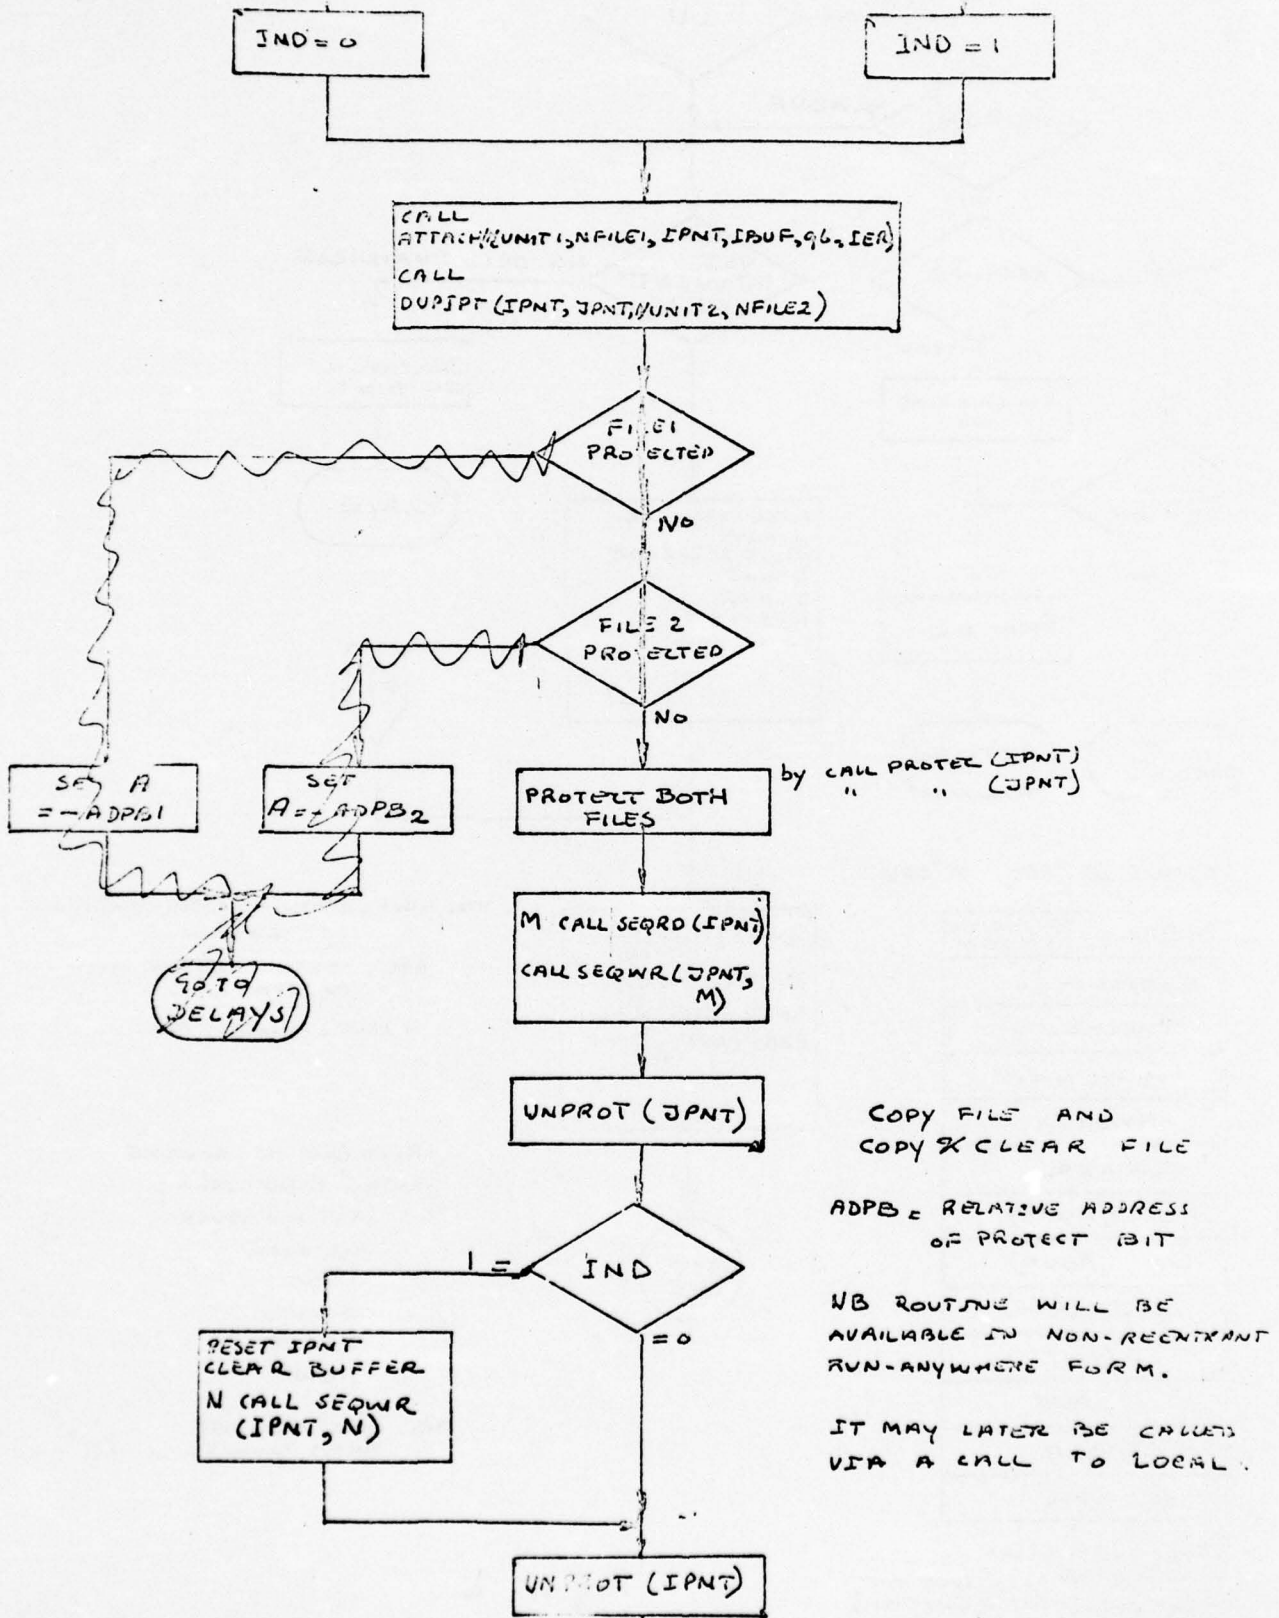 IND = 0
IND = 1
CALL
ATTACH(NUNIT1,NFILE1, IPNT, IBUF, 96, IER)
CALL
DUPIPT (IPNT, JPNT, NUNIT2, NFILE2)
FILE1
PROTECTED
NO
FILE 2
PROTECTED
NO
SET A
= -ADPB1
SET
A = -ADPB2
PROTECT BOTH
FILES
by CALL PROTEC (IPNT)
" " (JPNT)
GO TO
DELAYS
M CALL SEQRD (IPNT)
CALL SEQWR (JPNT,
M)
UNPROT (JPNT)
COPY FILE AND
COPY & CLEAR FILE
ADPB = RELATIVE ADDRESS
OF PROTECT BIT
NB ROUTINE WILL BE
AVAILABLE IN NON-REENTRANT
RUN-ANYWHERE FORM.
IT MAY LATER BE CALLED
VIA A CALL TO LOCAL.
1 =
IND
= 0
RESET IPNT
CLEAR BUFFER
N CALL SEQWR
(IPNT, N)
UNPROT (IPNT)